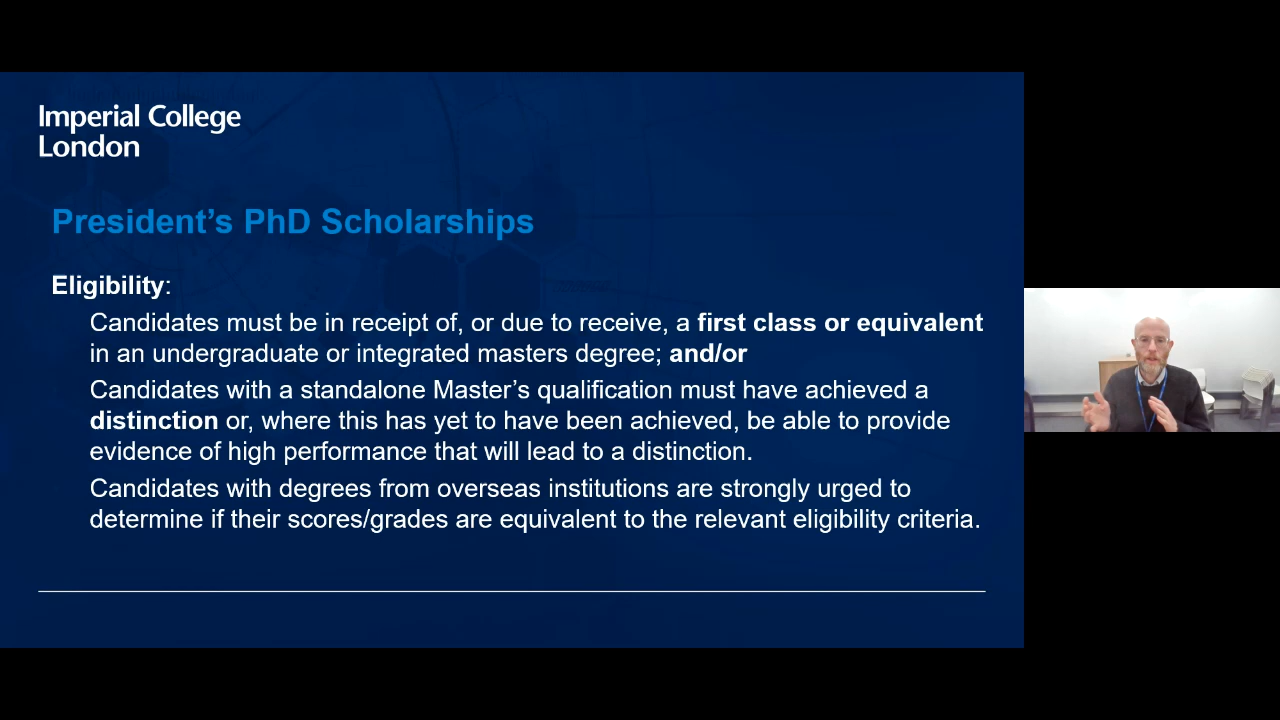 Imperial College
London
President’s PhD Scholarships
Eligibility:
Candidates must be in receipt of, or due to receive, a first class or equivalent
in an undergraduate or integrated masters degree; and/or
Candidates with a standalone Master’s qualification must have achieved a
distinction or, where this has yet to have been achieved, be able to provide
evidence of high performance that will lead to a distinction.
Candidates with degrees from overseas institutions are strongly urged to
determine if their scores/grades are equivalent to the relevant eligibility criteria.